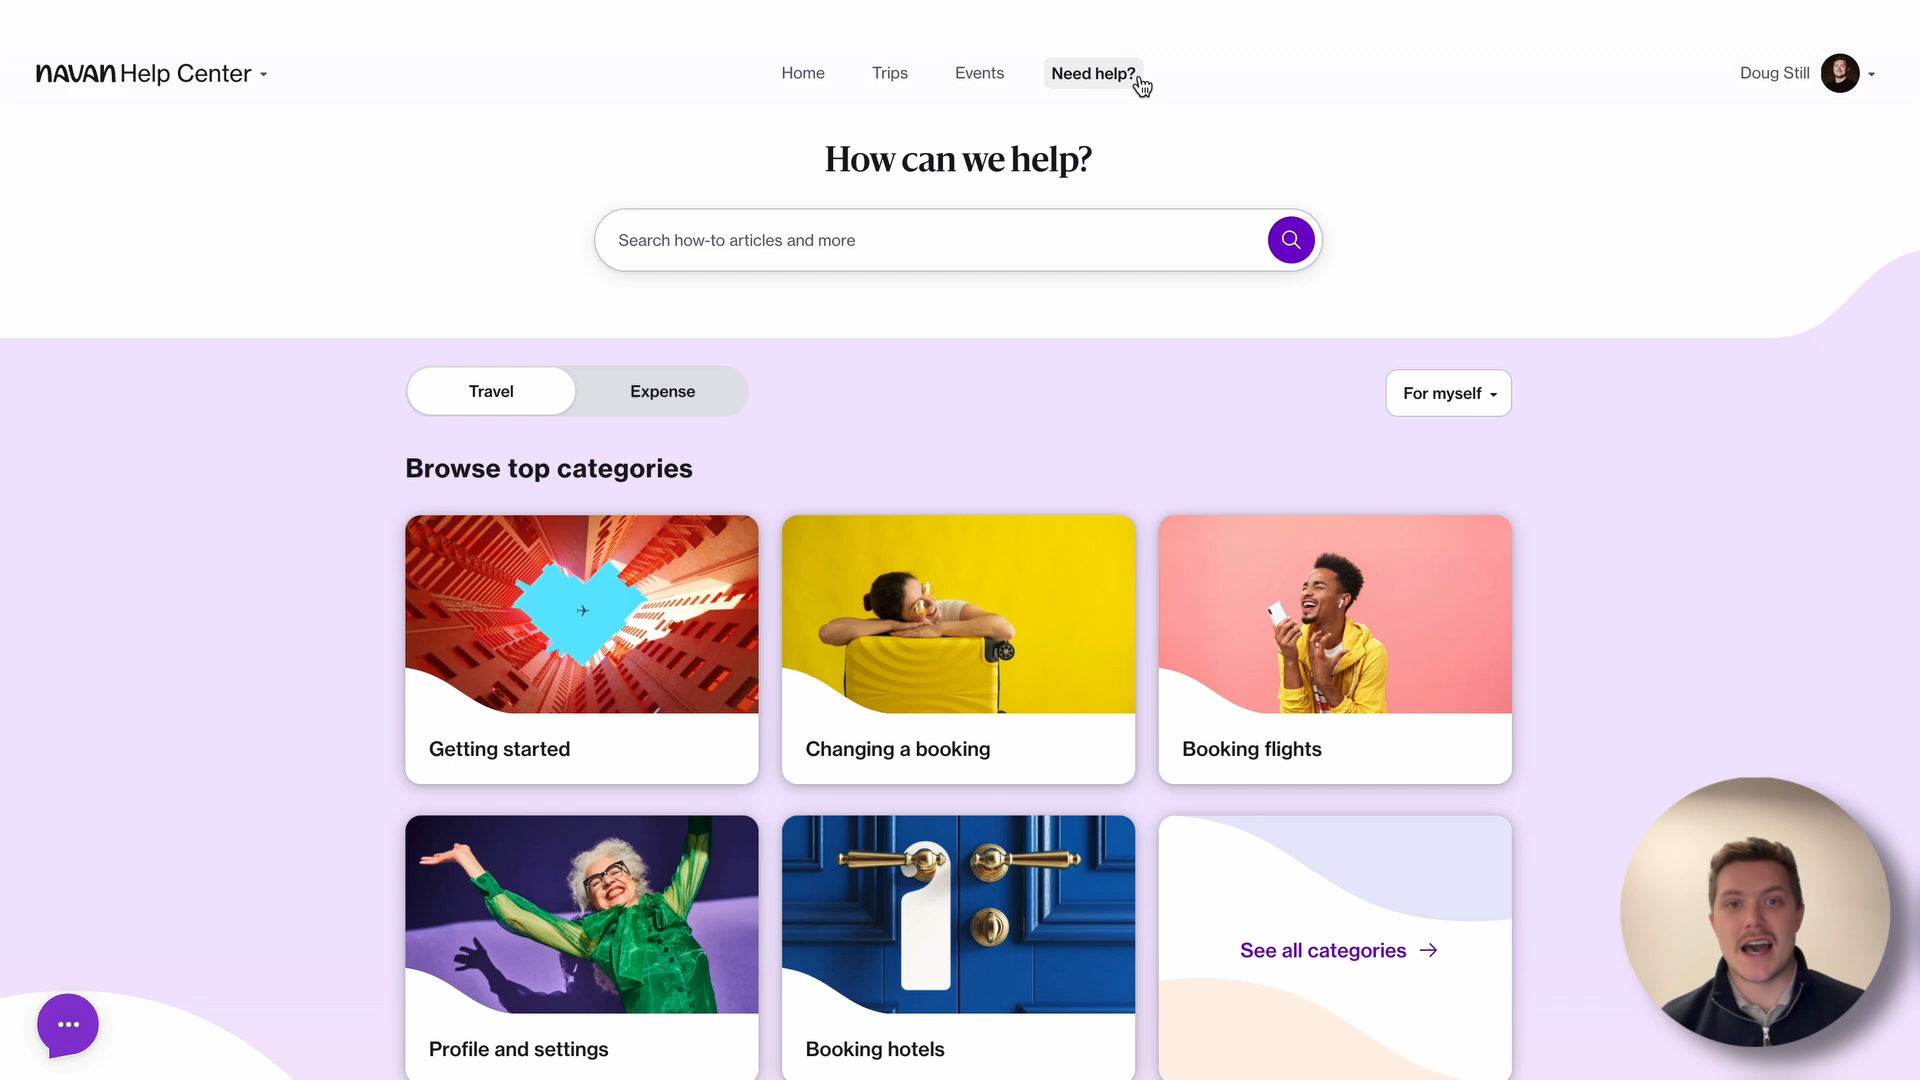 NAVAN Help Center
Home
Trips
Events
Need help?
Doug Still
How can we help?
Search how-to articles and more
Travel
Expense
For myself
Browse top categories
Getting started
Changing a booking
Booking flights
Profile and settings
Booking hotels
See all categories →